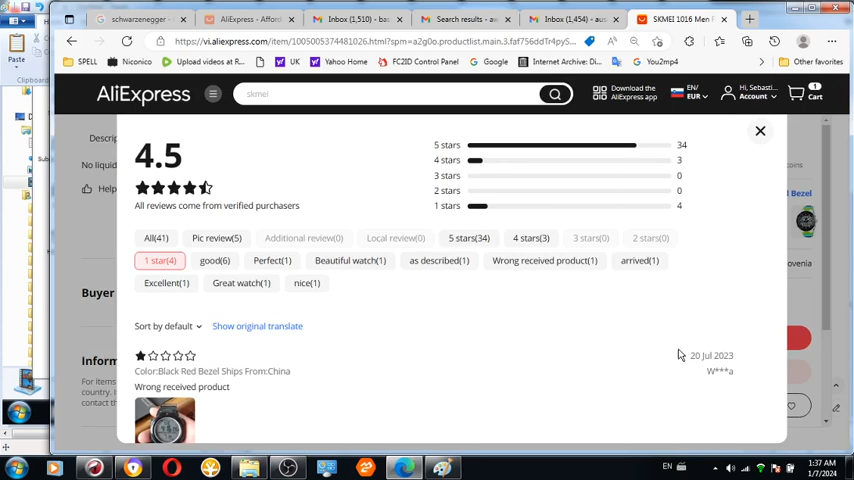 schwarzenegger -
AliExpress - Afford
Inbox (1,510) - ba
Search results - aw
Inbox (1,454) - au
SKMEI 1016 Men
https://vi.aliexpress.com/item/1005005374481026.html?spm=a2g0o.productlist.main.3.faf756ddTr4pyS...
Paste
Clipboard
SPELL
Niconico
Upload videos at R...
UK
Yahoo Home
FC2ID Control Panel
Google
Internet Archive: Di...
You2mp4
Other favorites
AliExpress
skmei
Download the AliExpress app
EN/ EUR
Hi, Sebasti... Account
1 Cart
Descrip
No liquid
Help
Buyer
Inform
For items
country. I
contact th
4.5
All reviews come from verified purchasers
5 stars 34
4 stars 3
3 stars 0
2 stars 0
1 stars 4
All(41) Pic review(5) Additional review(0) Local review(0) 5 stars(34) 4 stars(3) 3 stars(0) 2 stars(0)
1 star(4) good(6) Perfect(1) Beautiful watch(1) as described(1) Wrong received product(1) arrived(1)
Excellent(1) Great watch(1) nice(1)
Sort by default Show original translate
20 Jul 2023
Color:Black Red Bezel Ships From:China W***a
Wrong received product
coins
Bezel
ovenia
EN
1:37 AM
1/7/2024